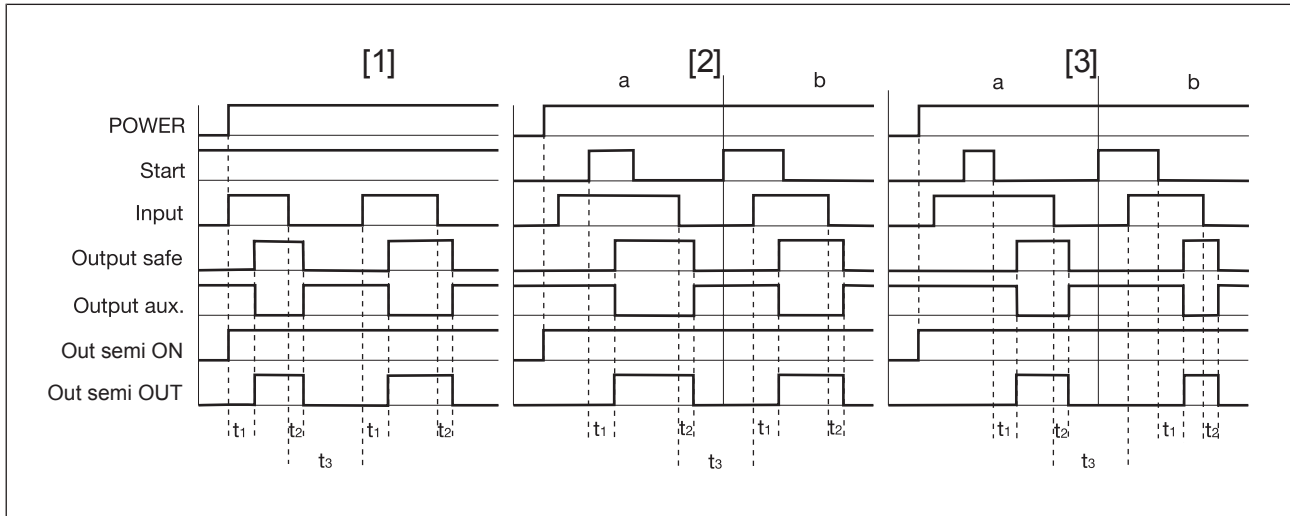 [1] [2] [3]
a b a b
POWER
Start
Input
Output safe
Output aux.
Out semi ON
Out semi OUT
t1 t2 t1 t2 t1 t2 t1 t2 t1 t2 t1 t2
t3 t3 t3